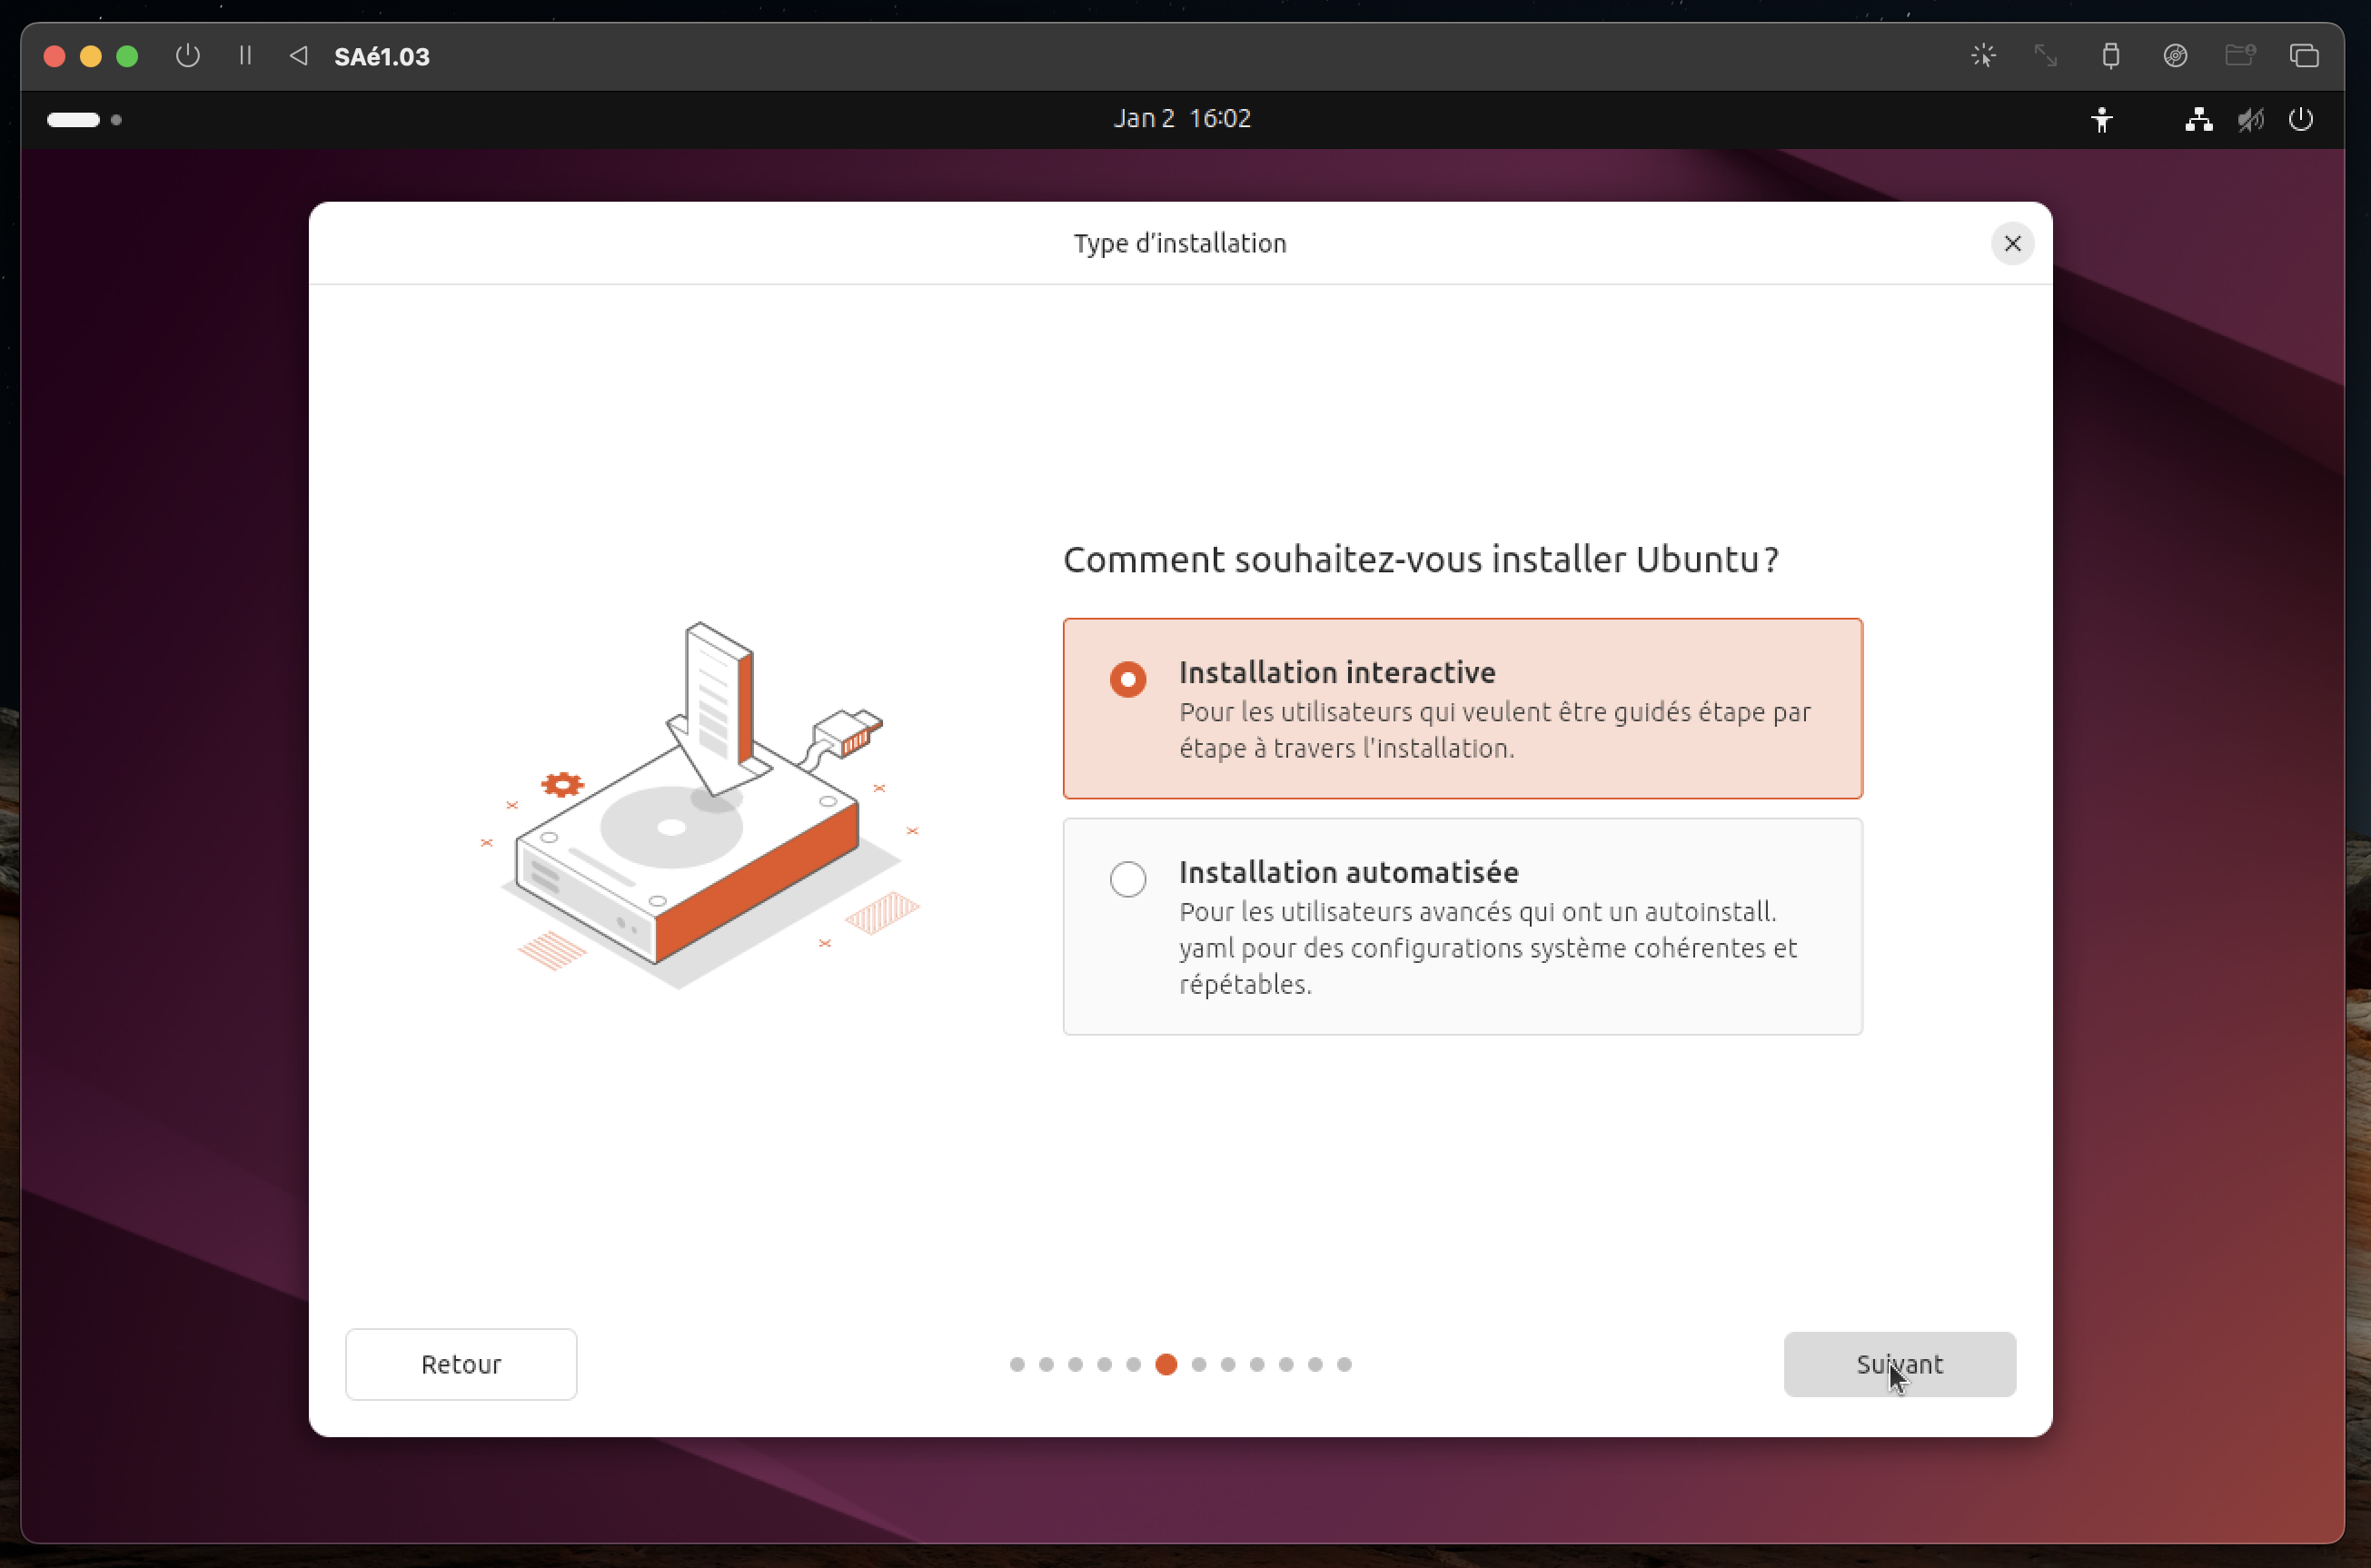 SAé1.03
Jan 2 16:02
Type d’installation
Comment souhaitez-vous installer Ubuntu ?
Installation interactive
Pour les utilisateurs qui veulent être guidés étape par
étape à travers l'installation.
Installation automatisée
Pour les utilisateurs avancés qui ont un autoinstall.
yaml pour des configurations système cohérentes et
répétables.
Retour
Suivant